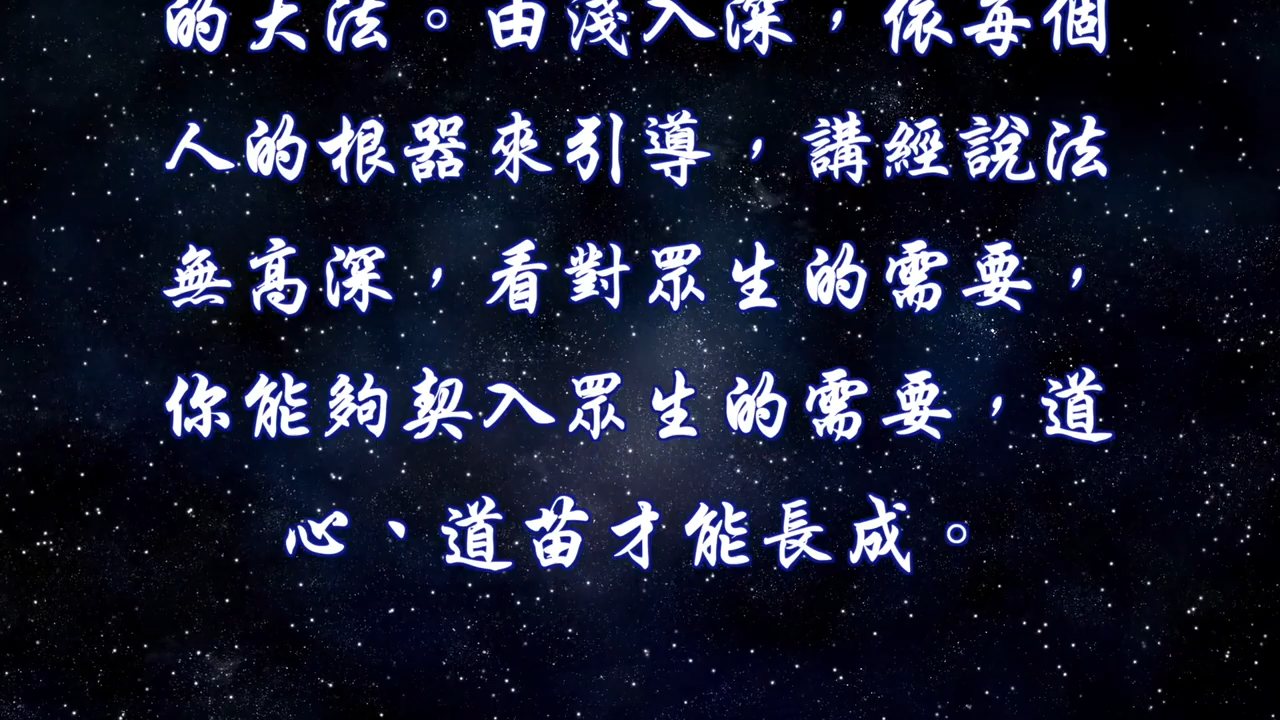 的大法。由淺入深，依每個
人的根器來引導，講經說法
無高深，看對眾生的需要，
你能夠契入眾生的需要，道
心、道苗才能長成。